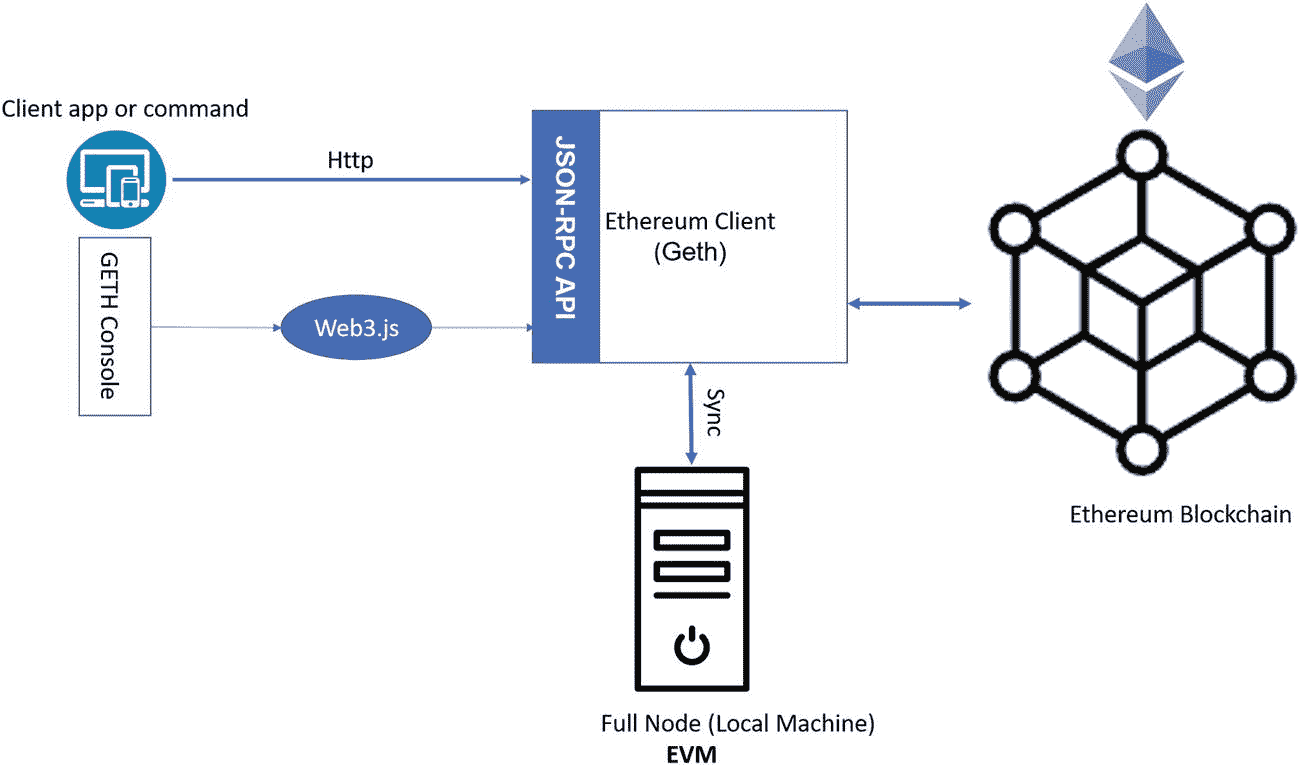 Client app or command
Http
JSON-RPC API
Ethereum Client
(Geth)
GETH Console
Web3.js
Sync
Ethereum Blockchain
Full Node (Local Machine)
EVM